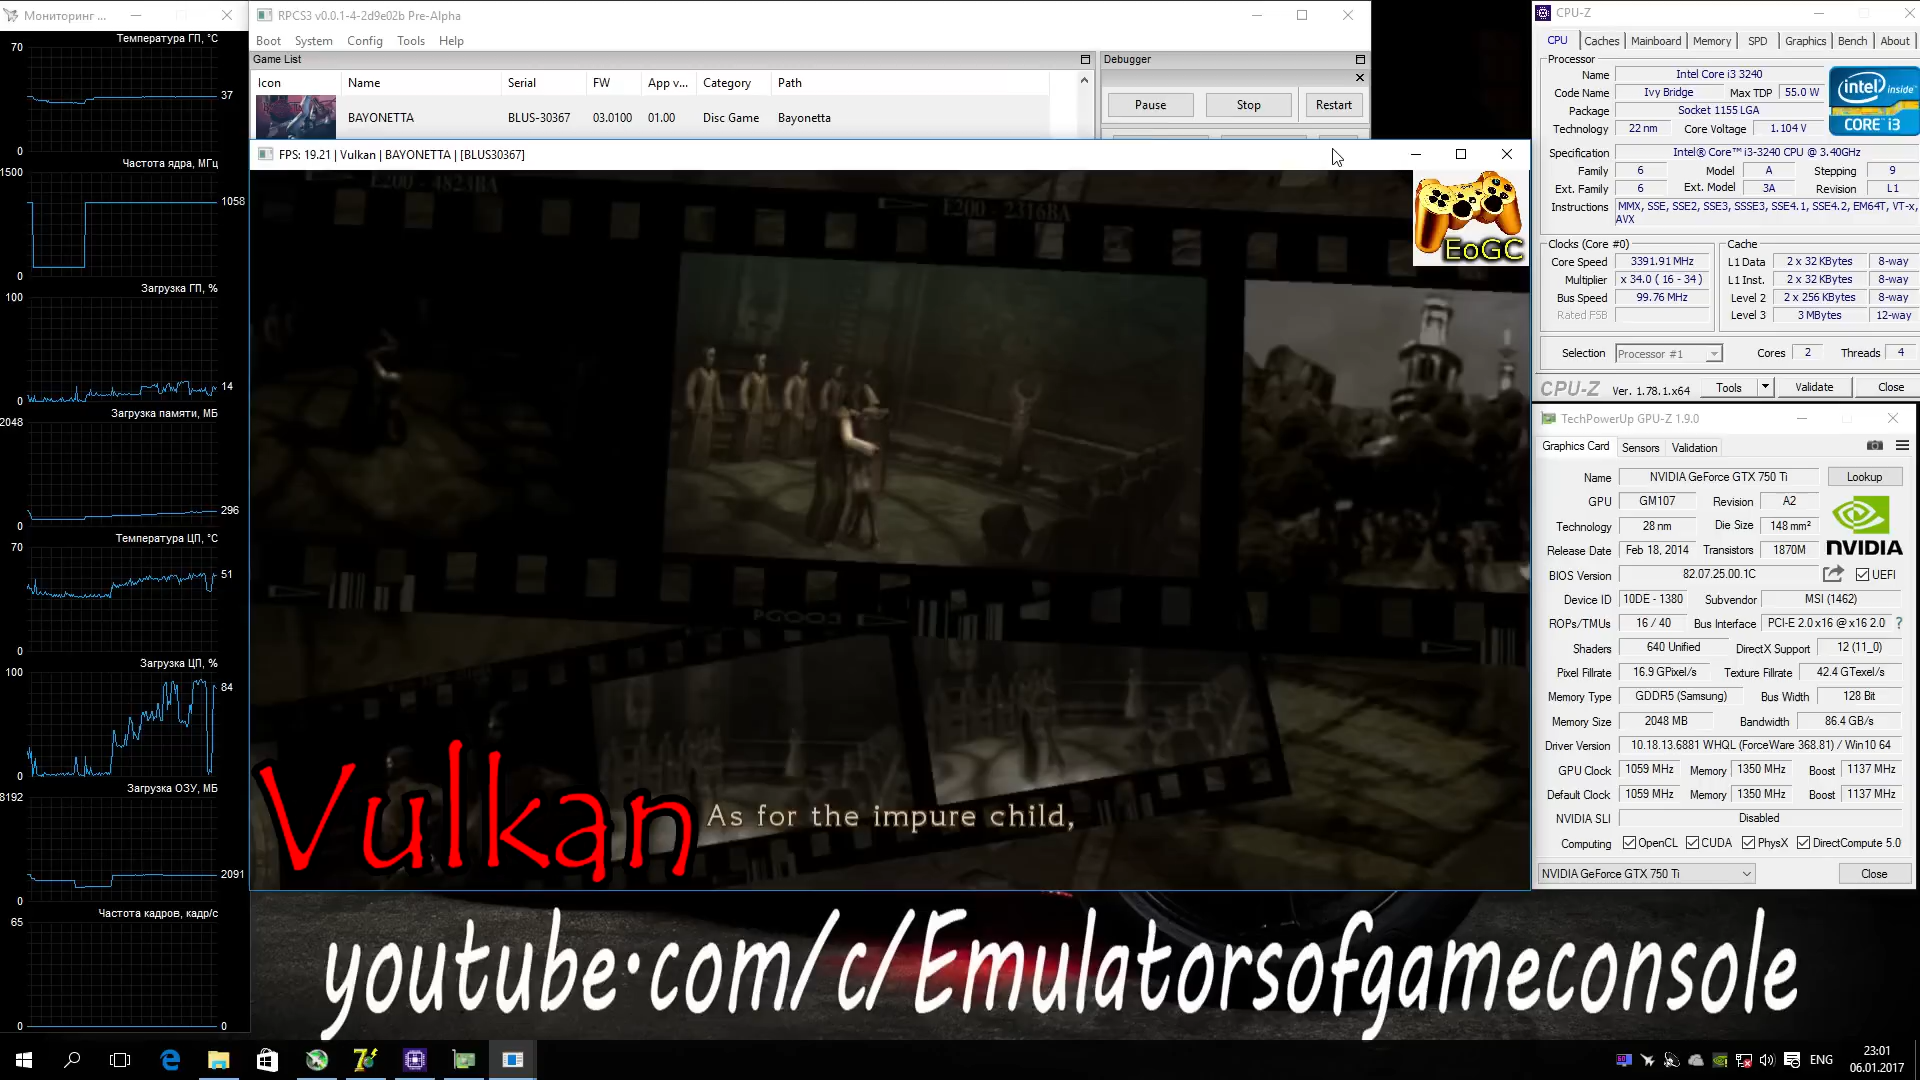 Мониторинг ...
Температура ГП, °C
70
37
0
Частота ядра, МГц
1500
1058
0
Загрузка ГП, %
100
14
0
Загрузка памяти, МБ
2048
296
0
Температура ЦП, °C
70
51
0
Загрузка ЦП, %
100
84
0
Загрузка ОЗУ, МБ
8192
2091
0
Частота кадров, кадр/с
65
0
0
RPCS3 v0.0.1-4-2d9e02b Pre-Alpha
Boot System Config Tools Help
Game List
Icon Name Serial FW App v... Category Path
BAYONETTA BLUS-30367 03.0100 01.00 Disc Game Bayonetta
Debugger
Pause Stop Restart
FPS: 19.21 | Vulkan | BAYONETTA | [BLUS30367]
E200 - 4823BA
E200 - 2316BA
EoGC
PG003
Vulkan
As for the impure child,
youtube.com/c/Emulatorsofgameconsole
CPU-Z
CPU Caches Mainboard Memory SPD Graphics Bench About
Processor
Name Intel Core i3 3240
Code Name Ivy Bridge Max TDP 55.0 W
Package Socket 1155 LGA
Technology 22 nm Core Voltage 1.104 V
intel inside
CORE i3
Specification Intel® Core™ i3-3240 CPU @ 3.40GHz
Family 6 Model A Stepping 9
Ext. Family 6 Ext. Model 3A Revision L1
Instructions MMX, SSE, SSE2, SSE3, SSSE3, SSE4.1, SSE4.2, EM64T, VT-x, AVX
Clocks (Core #0)
Core Speed 3391.91 MHz
Multiplier x 34.0 ( 16 - 34 )
Bus Speed 99.76 MHz
Rated FSB
Cache
L1 Data 2 x 32 KBytes 8-way
L1 Inst. 2 x 32 KBytes 8-way
Level 2 2 x 256 KBytes 8-way
Level 3 3 MBytes 12-way
Selection Processor #1 Cores 2 Threads 4
CPU-Z Ver. 1.78.1.x64 Tools Validate Close
TechPowerUp GPU-Z 1.9.0
Graphics Card Sensors Validation
Name NVIDIA GeForce GTX 750 Ti Lookup
GPU GM107 Revision A2
Technology 28 nm Die Size 148 mm²
Release Date Feb 18, 2014 Transistors 1870M
NVIDIA
BIOS Version 82.07.25.00.1C UEFI
Device ID 10DE - 1380 Subvendor MSI (1462)
ROPs/TMUs 16 / 40 Bus Interface PCI-E 2.0 x16 @ x16 2.0 ?
Shaders 640 Unified DirectX Support 12 (11_0)
Pixel Fillrate 16.9 GPixel/s Texture Fillrate 42.4 GTexel/s
Memory Type GDDR5 (Samsung) Bus Width 128 Bit
Memory Size 2048 MB Bandwidth 86.4 GB/s
Driver Version 10.18.13.6881 WHQL (ForceWare 368.81) / Win10 64
GPU Clock 1059 MHz Memory 1350 MHz Boost 1137 MHz
Default Clock 1059 MHz Memory 1350 MHz Boost 1137 MHz
NVIDIA SLI Disabled
Computing OpenCL CUDA PhysX DirectCompute 5.0
NVIDIA GeForce GTX 750 Ti Close
ENG
23:01
06.01.2017